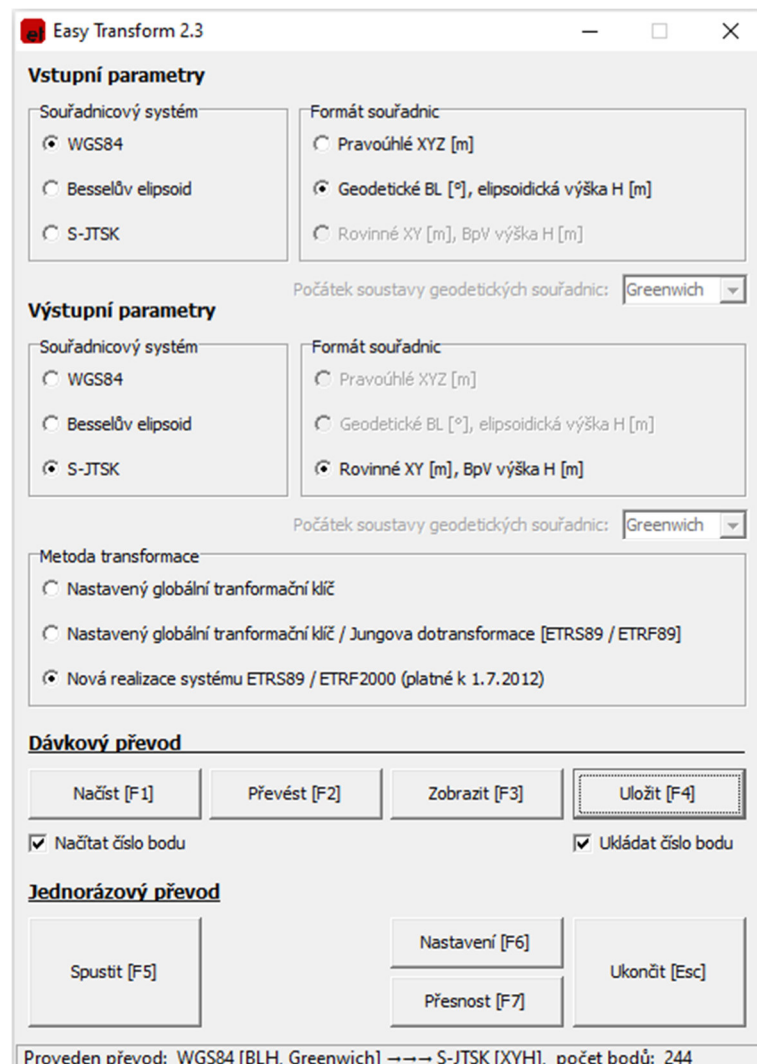 et Easy Transform 2.3
Vstupní parametry
Souřadnicový systém
WGS84
Besselův elipsoid
S-JTSK
Formát souřadnic
Pravoúhlé XYZ [m]
Geodetické BL [°], elipsoidická výška H [m]
Rovinné XY [m], BpV výška H [m]
Počátek soustavy geodetických souřadnic: Greenwich
Výstupní parametry
Souřadnicový systém
WGS84
Besselův elipsoid
S-JTSK
Formát souřadnic
Pravoúhlé XYZ [m]
Geodetické BL [°], elipsoidická výška H [m]
Rovinné XY [m], BpV výška H [m]
Počátek soustavy geodetických souřadnic: Greenwich
Metoda transformace
Nastavený globální tranformační klíč
Nastavený globální tranformační klíč / Jungova dotransformace [ETRS89 / ETRF89]
Nová realizace systému ETRS89 / ETRF2000 (platné k 1.7.2012)
Dávkový převod
Načíst [F1] Převést [F2] Zobrazit [F3] Uložit [F4]
Načítat číslo bodu Ukládat číslo bodu
Jednorázový převod
Spustit [F5]
Nastavení [F6]
Přesnost [F7]
Ukončit [Esc]
Proveden převod: WGS84 [BLH, Greenwich] →→→ S-JTSK [XYH], počet bodů: 244